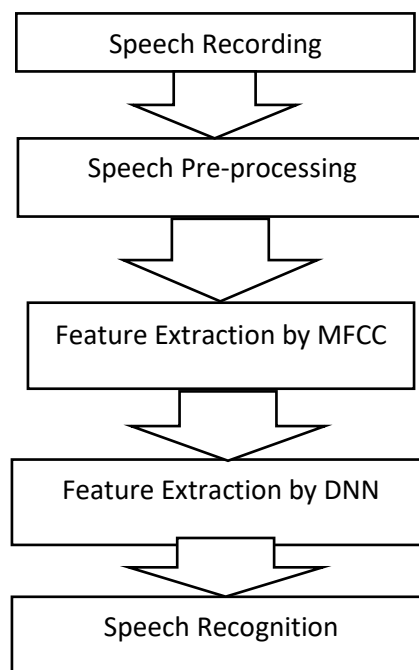 Speech Recording
Speech Pre-processing
Feature Extraction by MFCC
Feature Extraction by DNN
Speech Recognition